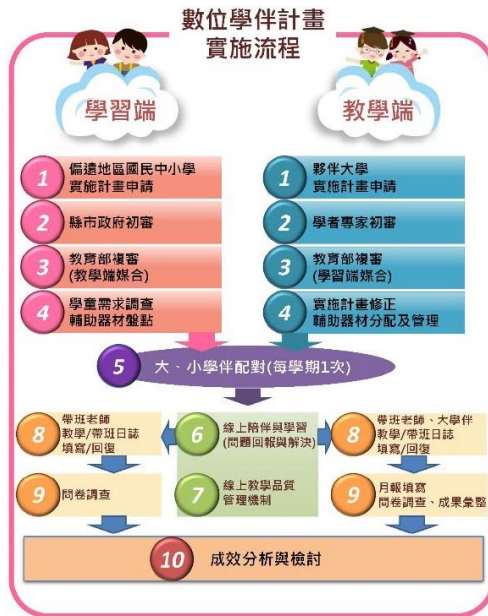 數位學伴計畫
實施流程
學習端
教學端
1
偏遠地區國民中小學
實施計畫申請
2
縣市政府初審
3
教育部複審
(教學端媒合)
4
學童需求調查
輔助器材盤點
1
夥伴大學
實施計畫申請
2
學者專家初審
3
教育部複審
(學習端媒合)
4
實施計畫修正
輔助器材分配及管理
5
大、小學伴配對(每學期1次)
8
帶班老師
教學/帶班日誌
填寫/回復
9
問卷調查
6
線上陪伴與學習
(問題回報與解決)
7
線上教學品質
管理機制
8
帶班老師、大學伴
教學/帶班日誌
填寫/回復
9
月報填寫
問卷調查、成果彙整
10
成效分析與檢討